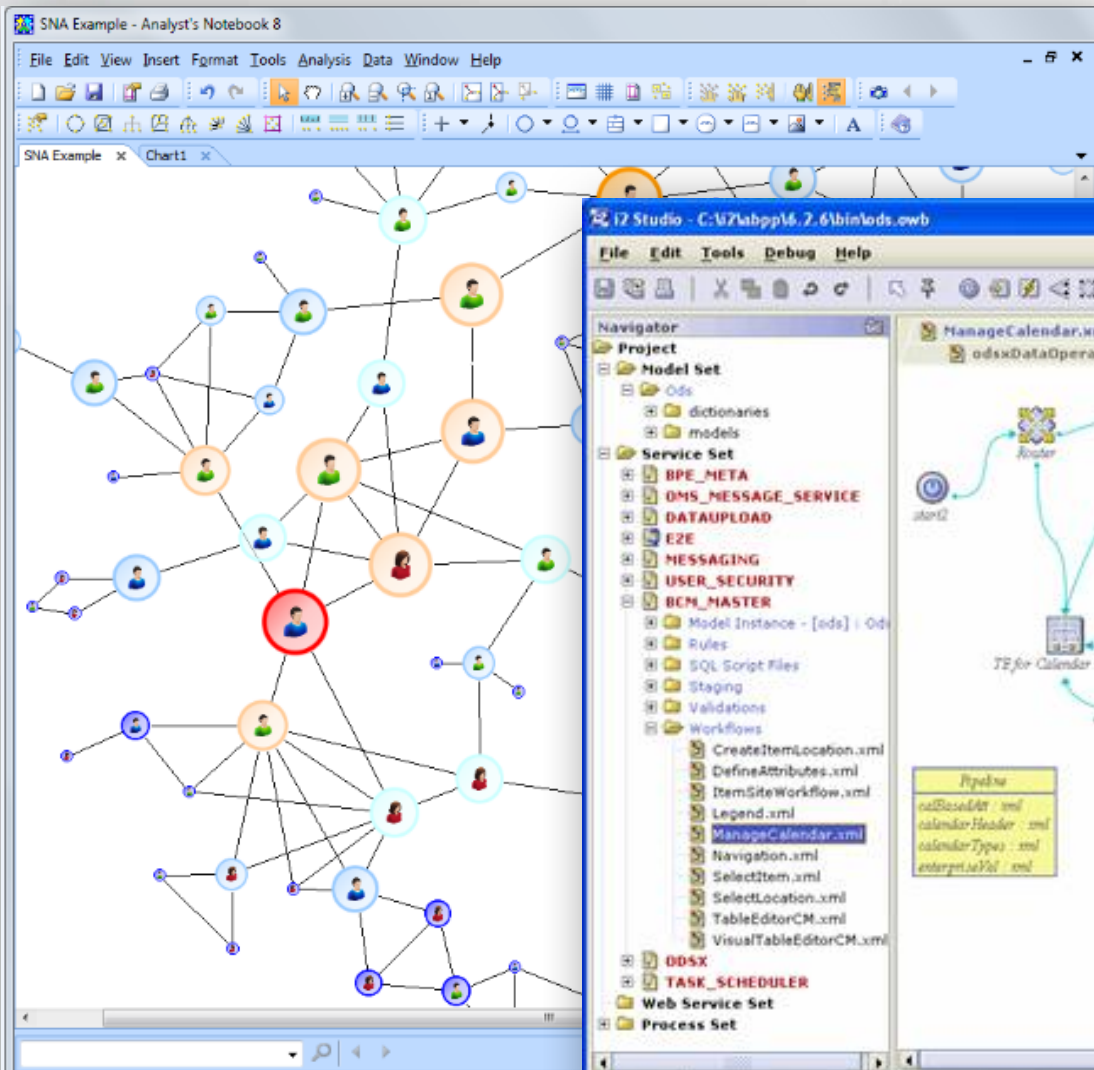 SNA Example - Analyst's Notebook 8
File Edit View Insert Format Tools Analysis Data Window Help
A
SNA Example x Chart1 x
i2 Studio - C:\i2\abpp\6.2.6\bin\ods.owb
File Edit Tools Debug Help
Navigator
Project
Model Set
Ods
dictionaries
models
Service Set
BPE_META
OMS_MESSAGE_SERVICE
DATAUPLOAD
E2E
MESSAGING
USER_SECURITY
BCM_MASTER
Model Instance - [ods] : Ods
Rules
SQL Script Files
Staging
Validations
Workflows
CreateItemLocation.xml
DefineAttributes.xml
ItemSiteWorkflow.xml
Legend.xml
ManageCalendar.xml
Navigation.xml
SelectItem.xml
SelectLocation.xml
TableEditorCM.xml
VisualTableEditorCM.xml
ODSX
TASK_SCHEDULER
Web Service Set
Process Set
ManageCalendar.x
odsxDataOpera
Router
start2
TE for Calendar
Pipeline
calBasedAtt : xml
calendarHeader : xml
calendarTypes : xml
enterpriseVal : xml